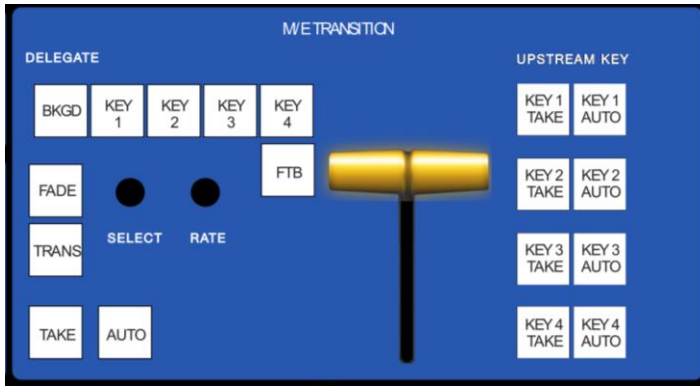 M/E TRANSITION
DELEGATE
UPSTREAM KEY
BKGD
KEY
1
KEY
2
KEY
3
KEY
4
KEY 1
TAKE
KEY 1
AUTO
FTB
FADE
KEY 2
TAKE
KEY 2
AUTO
SELECT
RATE
TRANS
KEY 3
TAKE
KEY 3
AUTO
TAKE
AUTO
KEY 4
TAKE
KEY 4
AUTO